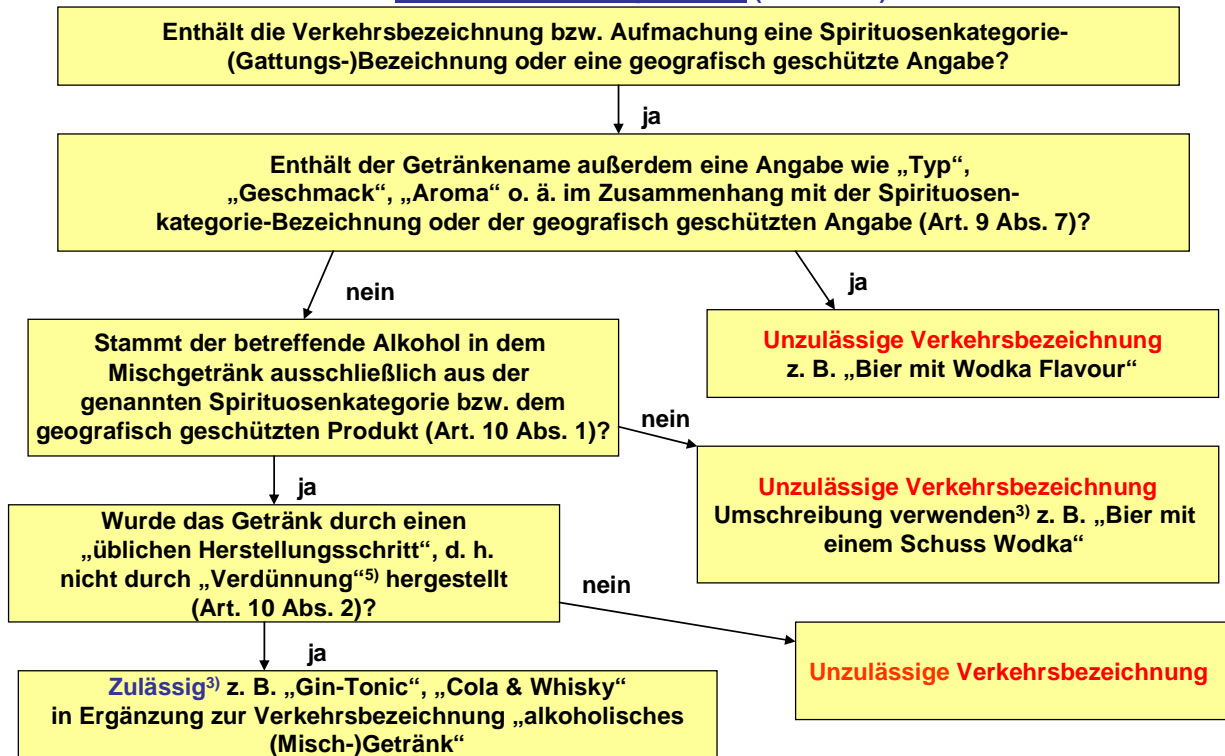 Enthält die Verkehrsbezeichnung bzw. Aufmachung eine Spirituosenkategorie-
(Gattungs-)Bezeichnung oder eine geografisch geschützte Angabe?
ja
Enthält der Getränkename außerdem eine Angabe wie „Typ“,
„Geschmack“, „Aroma“ o. ä. im Zusammenhang mit der Spirituosen-
kategorie-Bezeichnung oder der geografisch geschützten Angabe (Art. 9 Abs. 7)?
nein
ja
Stammt der betreffende Alkohol in dem
Mischgetränk ausschließlich aus der
genannten Spirituosenkategorie bzw. dem
geografisch geschützten Produkt (Art. 10 Abs. 1)?
Unzulässige Verkehrsbezeichnung
z. B. „Bier mit Wodka Flavour“
nein
ja
Unzulässige Verkehrsbezeichnung
Umschreibung verwenden3) z. B. „Bier mit
einem Schuss Wodka“
Wurde das Getränk durch einen
„üblichen Herstellungsschritt“, d. h.
nicht durch „Verdünnung“5) hergestellt
(Art. 10 Abs. 2)?
nein
ja
Unzulässige Verkehrsbezeichnung
Zulässig3) z. B. „Gin-Tonic“, „Cola & Whisky“
in Ergänzung zur Verkehrsbezeichnung „alkoholisches
(Misch-)Getränk“